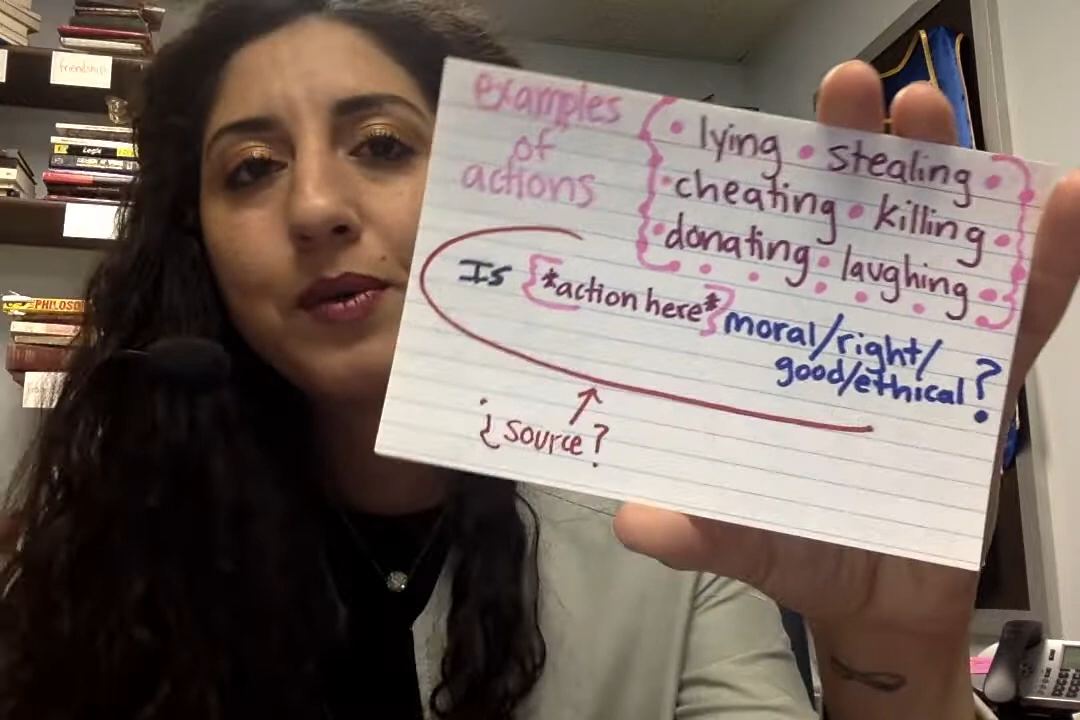 examples
of
actions
• lying • stealing •
• cheating • killing •
• donating • laughing •
Is {*action here*} moral/right/
good/ethical?
¿source?
friendship
Logic
PHILOSO